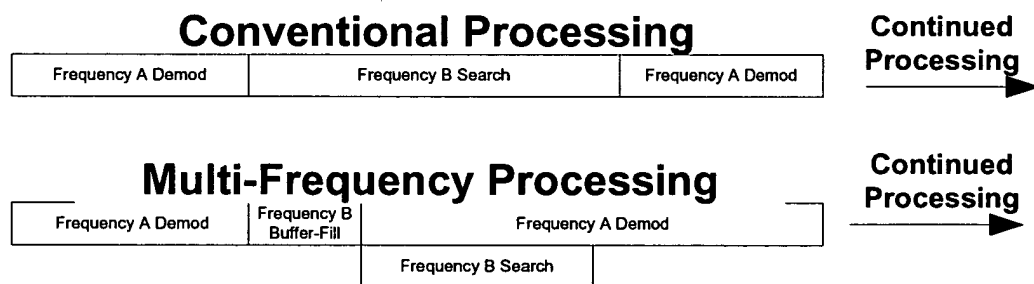 Conventional Processing
Continued
Processing
Frequency A Demod
Frequency B Search
Frequency A Demod
Multi-Frequency Processing
Continued
Processing
Frequency A Demod
Frequency B
Buffer-Fill
Frequency A Demod
Frequency B Search